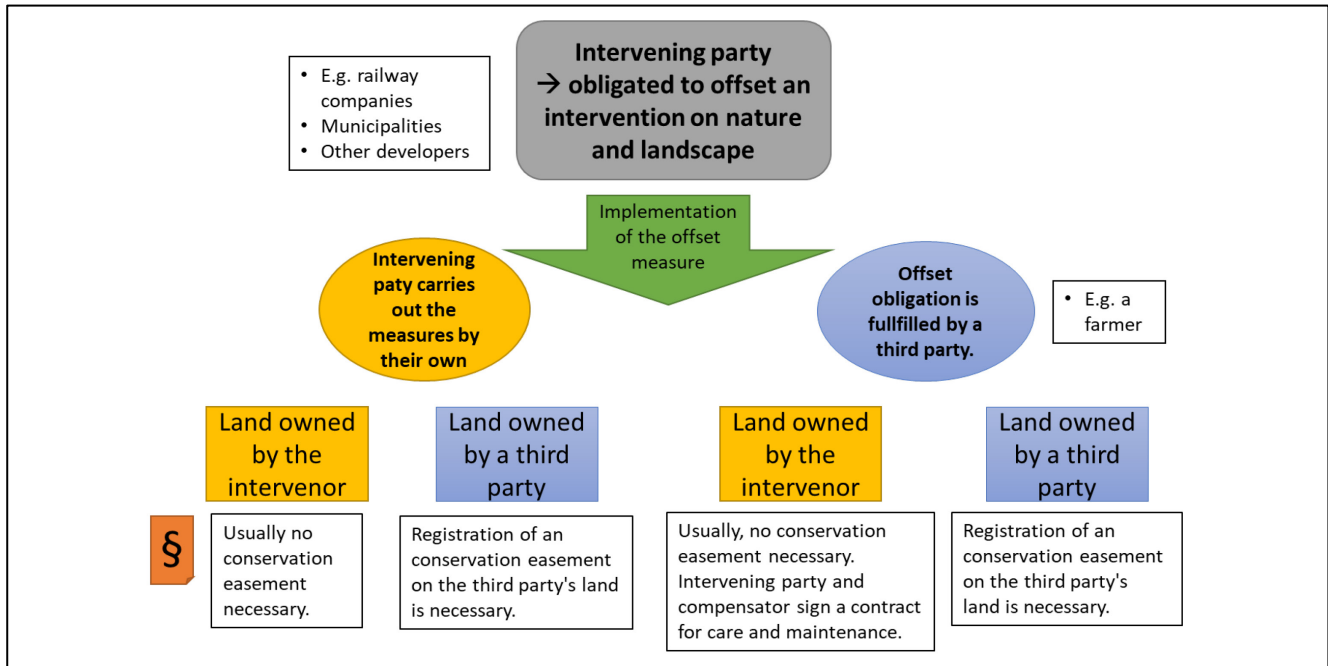 Intervening party
→ obligated to offset an
intervention on nature
and landscape
• E.g. railway
companies
• Municipalities
• Other developers
Implementation
of the offset
measure
Intervening
paty carries
out the
measures by
their own
Offset
obligation is
fullfilled by a
third party.
• E.g. a
farmer
Land owned
by the
intervenor
Land owned
by a third
party
Land owned
by the
intervenor
Land owned
by a third
party
§
Usually no
conservation
easement
necessary.
Registration of an
conservation easement
on the third party's land
is necessary.
Usually, no conservation
easement necessary.
Intervening party and
compensator sign a contract
for care and maintenance.
Registration of an
conservation easement
on the third party's
land is necessary.